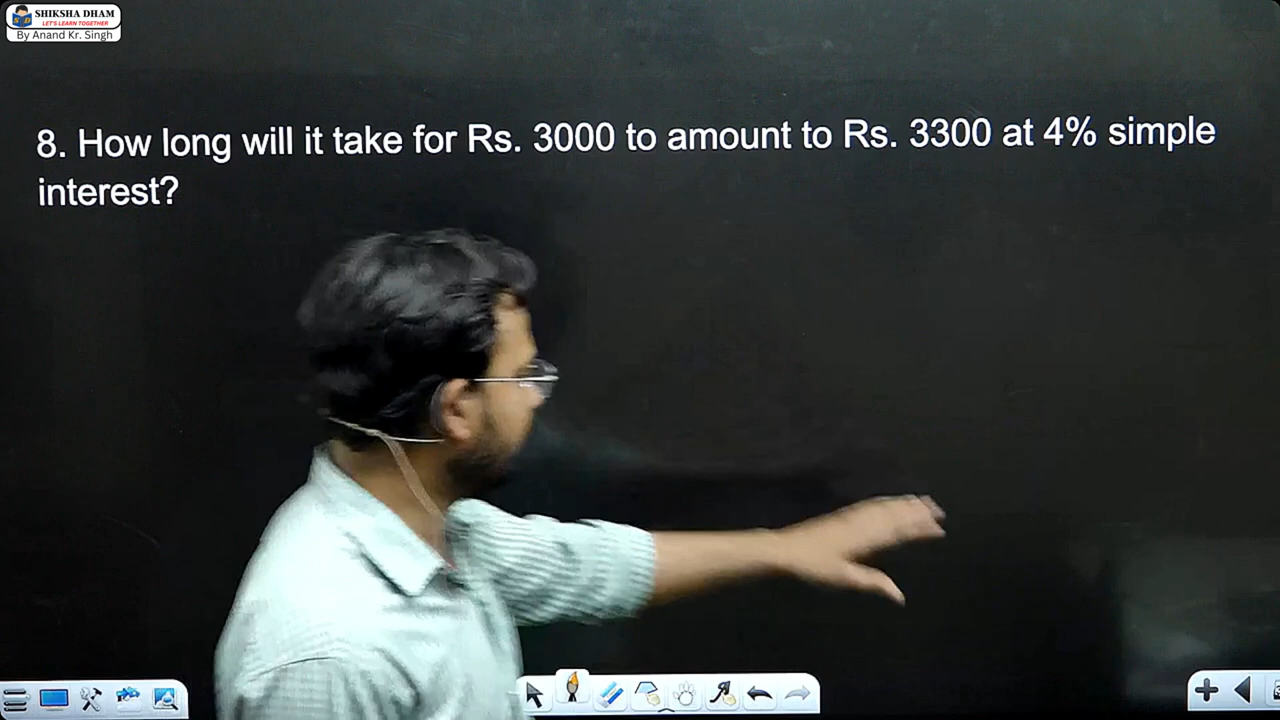 SHIKSHA DHAM
LET'S LEARN TOGETHER
By Anand Kr. Singh
8. How long will it take for Rs. 3000 to amount to Rs. 3300 at 4% simple
interest?